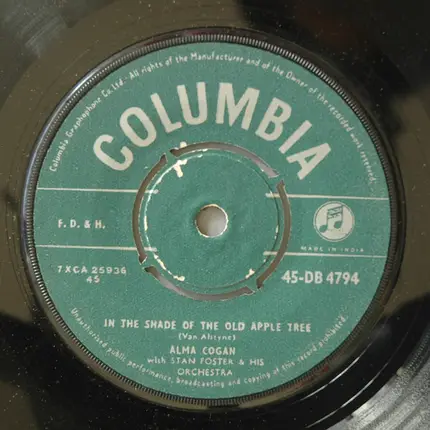 Columbia Graphophone Co. Ltd.-All rights of the Manufacturer and of the Owner of the recorded work reserved.
COLUMBIA
F. D. & H.
MADE IN INDIA
7XCA 25936
45
45-DB 4794
IN THE SHADE OF THE OLD APPLE TREE
(Van Alstyne)
ALMA COGAN
with STAN FOSTER & HIS
ORCHESTRA
Unauthorised public performance, broadcasting and copying of this record prohibited.